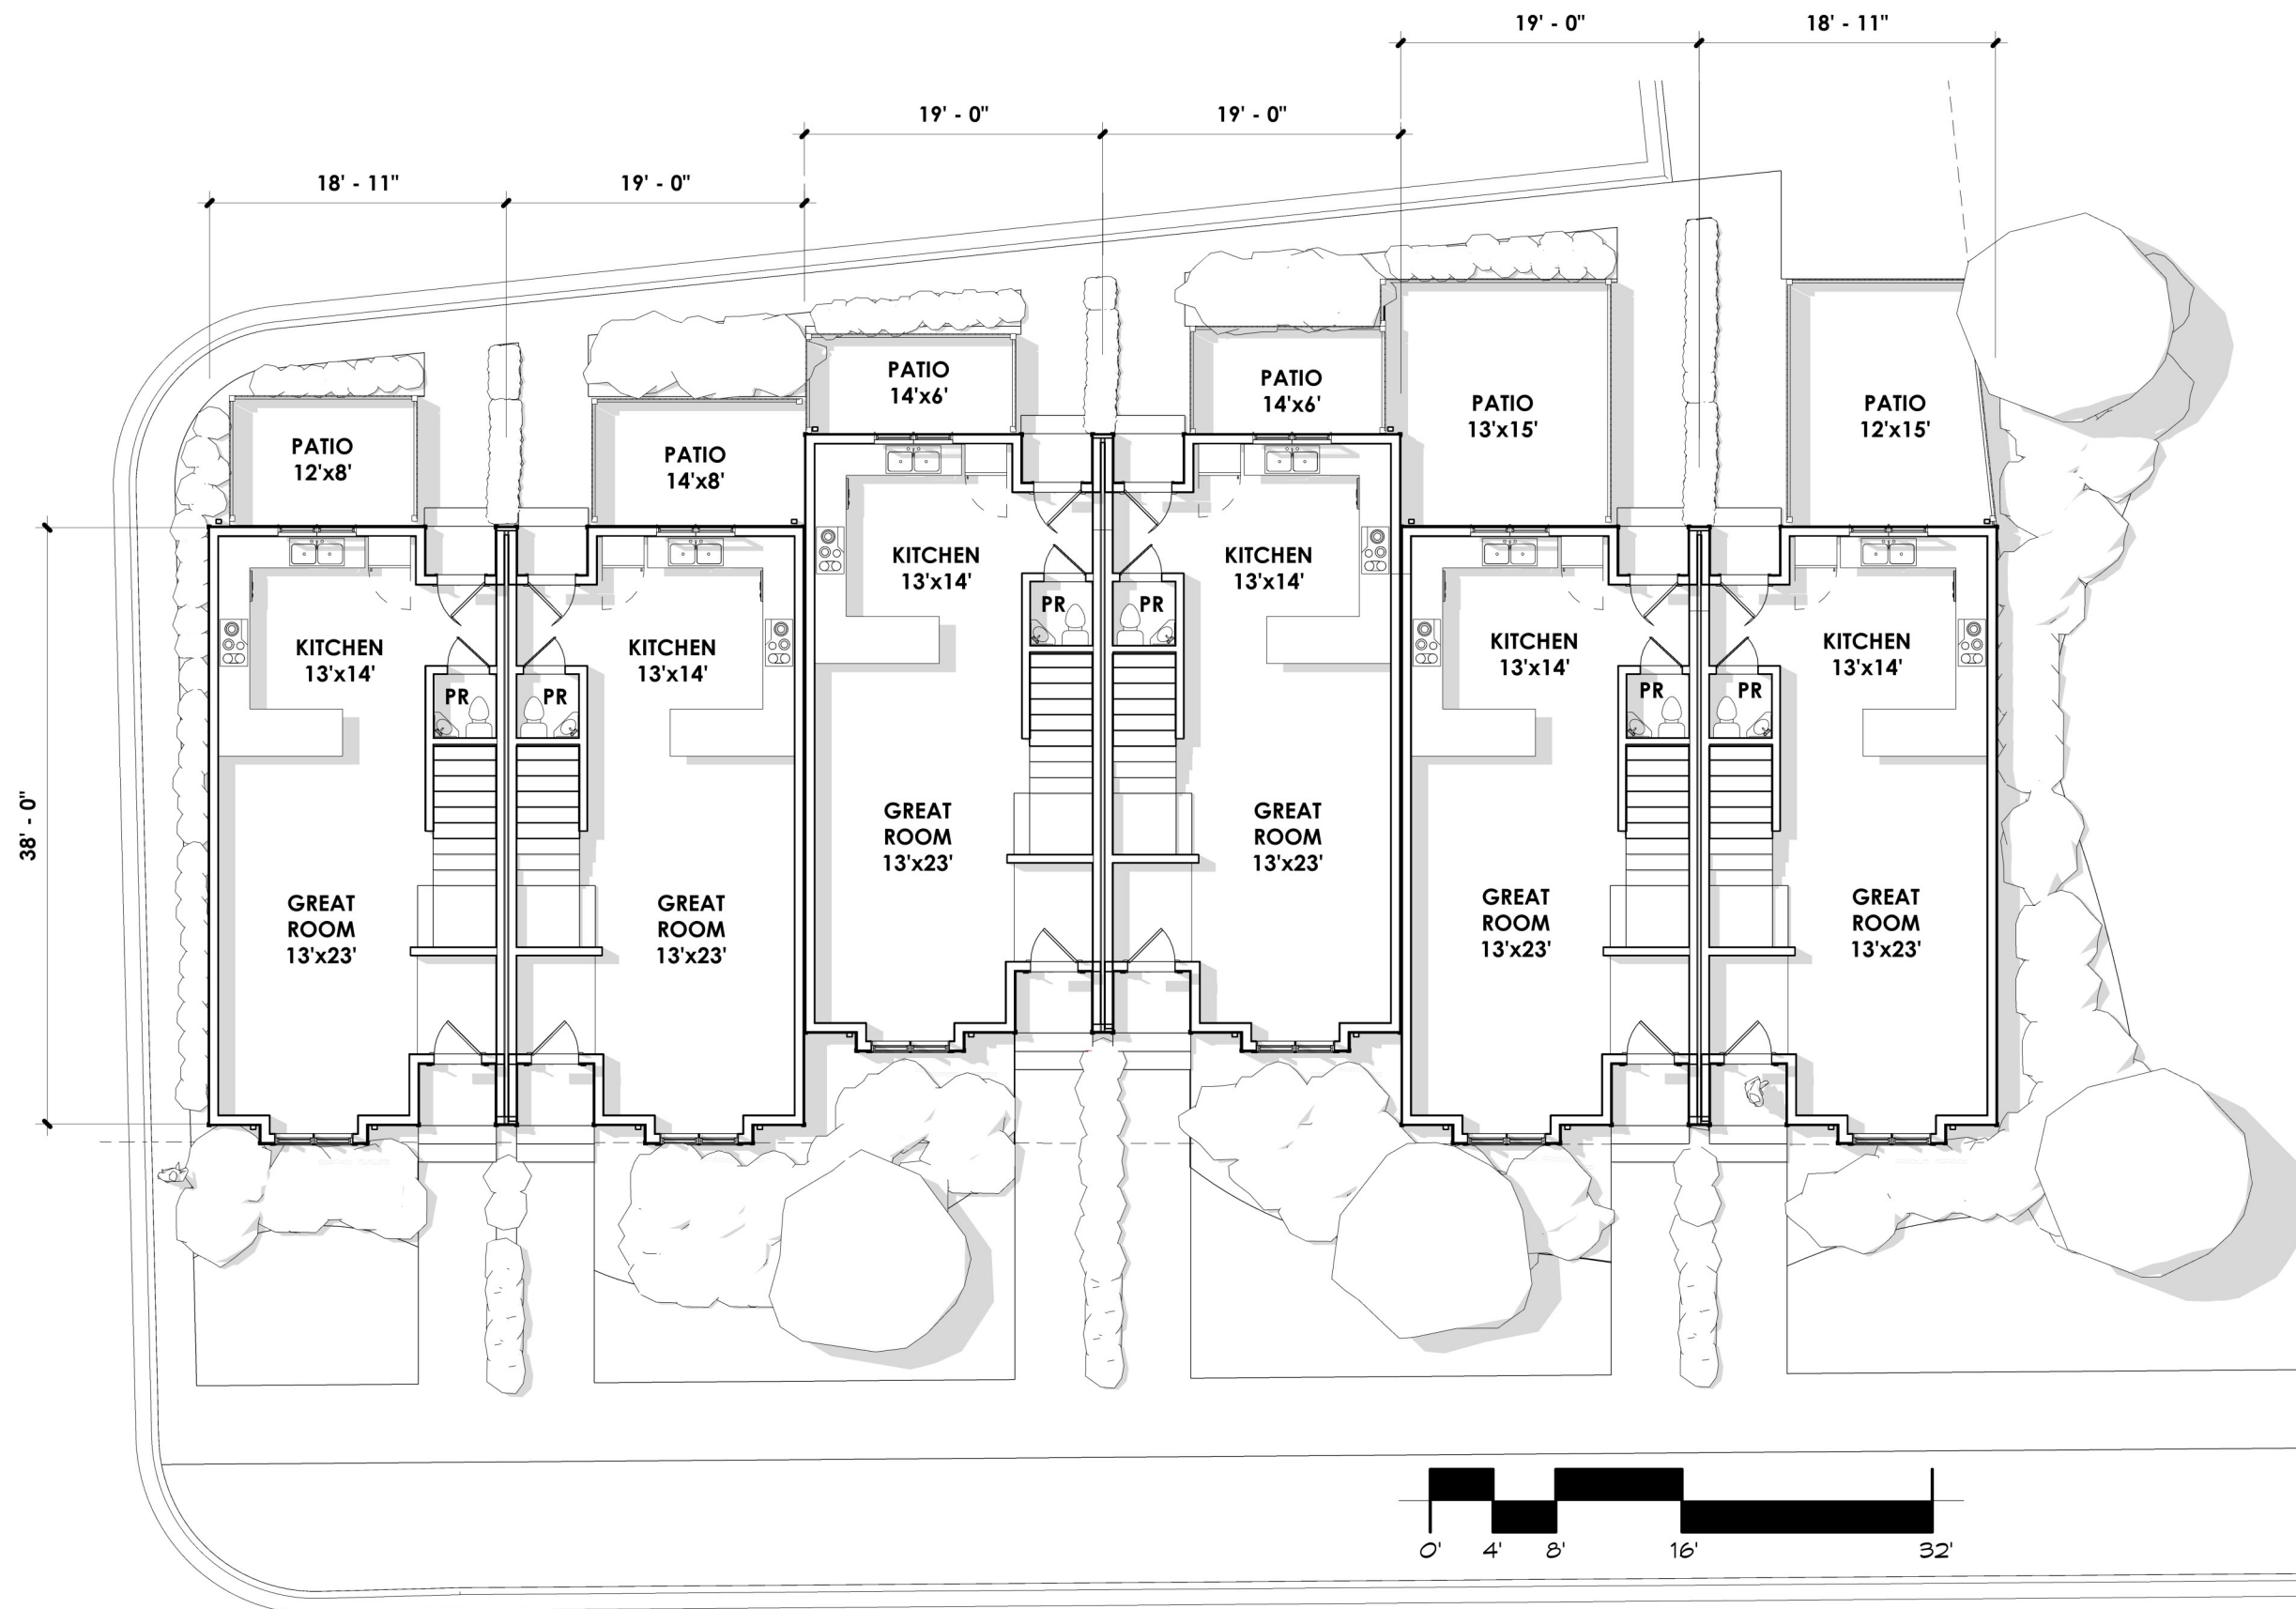 19' - 0"
18' - 11"
19' - 0"
19' - 0"
18' - 11"
19' - 0"
PATIO
12'x8'
PATIO
14'x8'
PATIO
14'x6'
PATIO
14'x6'
PATIO
13'x15'
PATIO
12'x15'
KITCHEN
13'x14'
KITCHEN
13'x14'
KITCHEN
13'x14'
KITCHEN
13'x14'
KITCHEN
13'x14'
KITCHEN
13'x14'
PR
PR
PR
PR
PR
PR
38' - 0"
GREAT
ROOM
13'x23'
GREAT
ROOM
13'x23'
GREAT
ROOM
13'x23'
GREAT
ROOM
13'x23'
GREAT
ROOM
13'x23'
GREAT
ROOM
13'x23'
0' 4' 8' 16' 32'